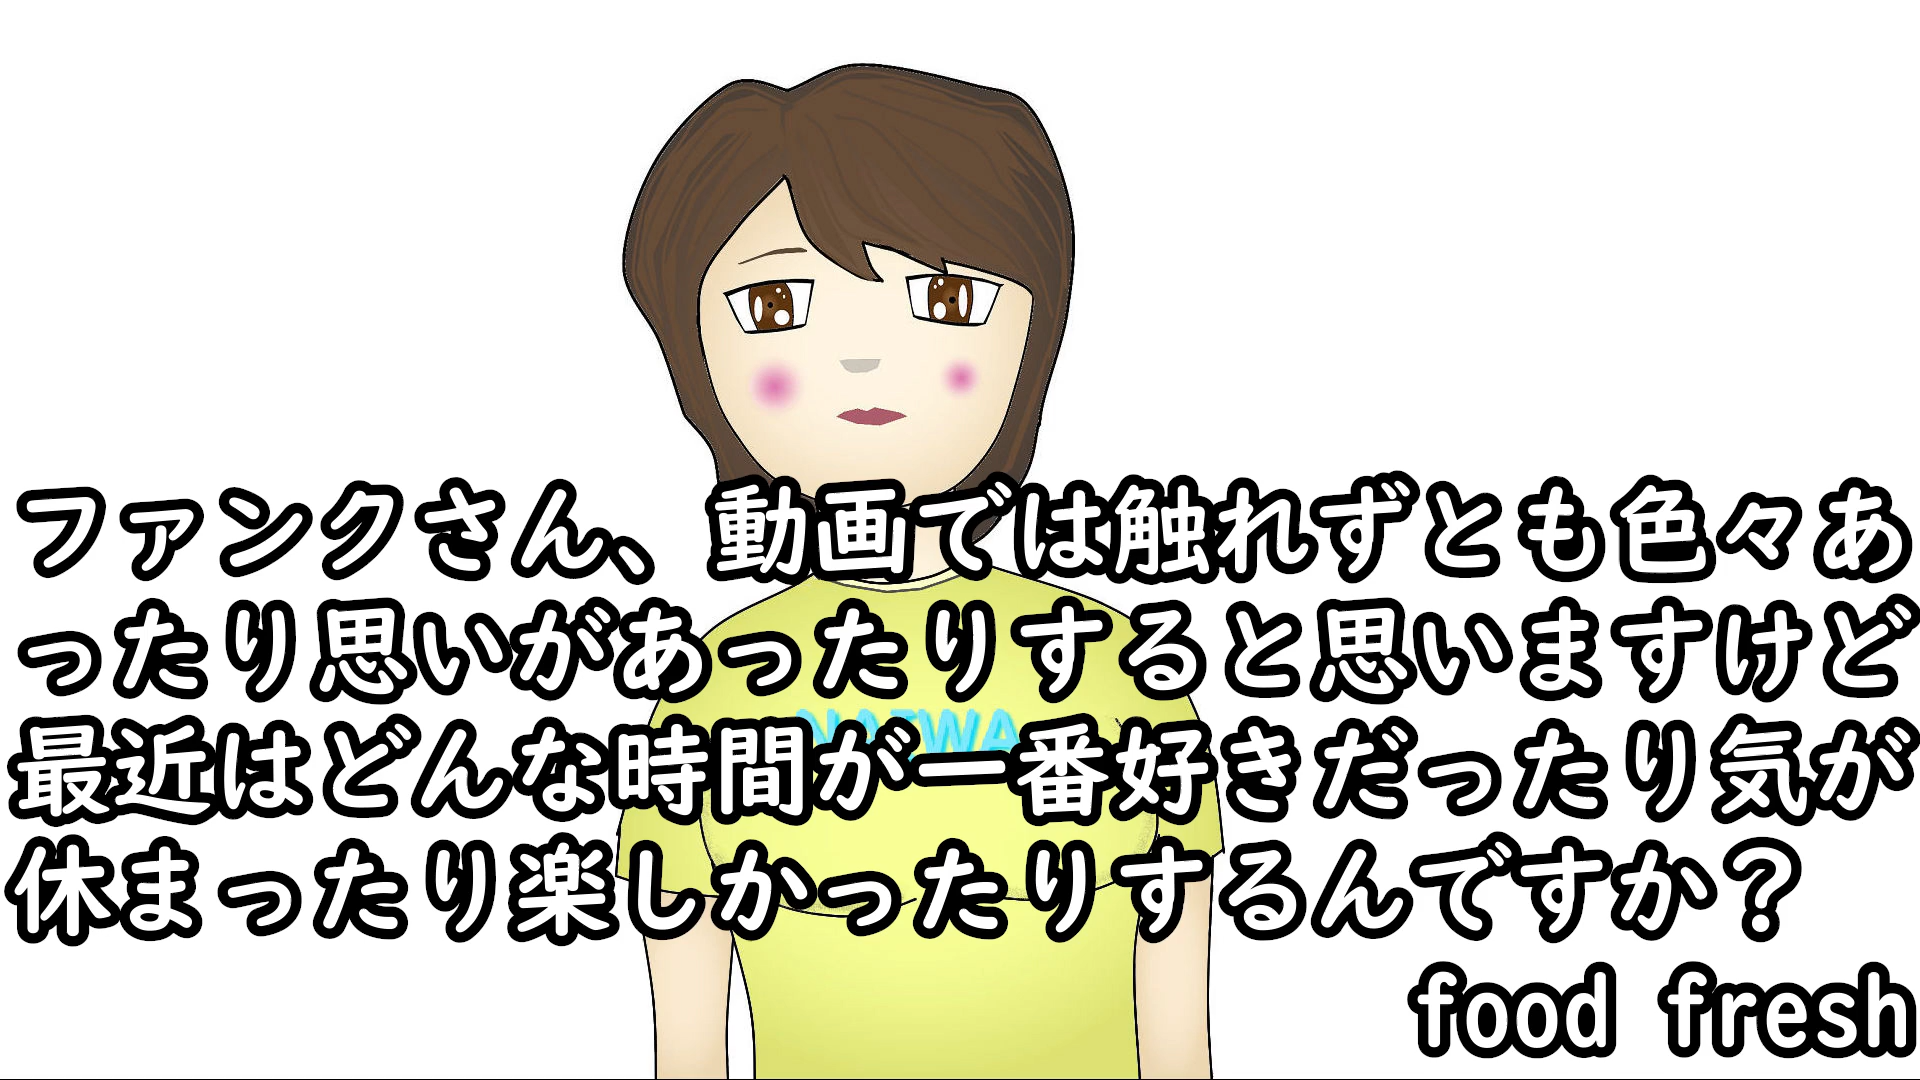 ファンクさん、動画では触れずとも色々あ
ったり思いがあったりすると思いますけど
NAIWA
最近はどんな時間が一番好きだったり気が
休まったり楽しかったりするんですか？
food fresh